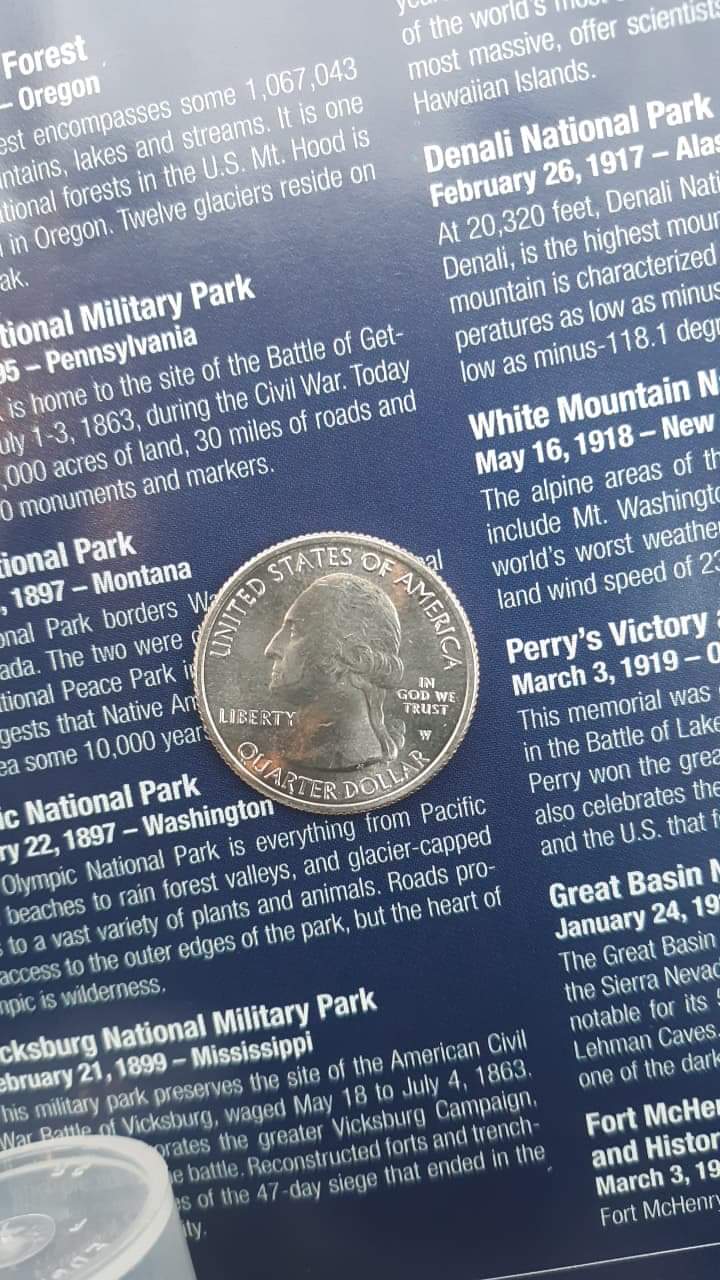 Forest
– Oregon
est encompasses some 1,067,043
ntains, lakes and streams. It is one
tional forests in the U.S. Mt. Hood is
in Oregon. Twelve glaciers reside on
ak.
tional Military Park
95 – Pennsylvania
is home to the site of the Battle of Get-
uly 1-3, 1863, during the Civil War. Today
,000 acres of land, 30 miles of roads and
0 monuments and markers.
tional Park
, 1897 – Montana
onal Park borders Wa
ada. The two were
tional Peace Park i
gests that Native Am
ea some 10,000 years
ic National Park
ry 22, 1897 – Washington
Olympic National Park is everything from Pacific
beaches to rain forest valleys, and glacier-capped
s to a vast variety of plants and animals. Roads pro-
access to the outer edges of the park, but the heart of
mpic is wilderness.
cksburg National Military Park
ebruary 21, 1899 – Mississippi
his military park preserves the site of the American Civil
War Battle of Vicksburg, waged May 18 to July 4, 1863.
orates the greater Vicksburg Campaign,
e battle. Reconstructed forts and trench-
s of the 47-day siege that ended in the
ity.
UNITED STATES OF AMERICA
LIBERTY
IN
GOD WE
TRUST
W
QUARTER DOLLAR
al
of the world's
most massive, offer scientists
Hawaiian Islands.
Denali National Park
February 26, 1917 – Alas
At 20,320 feet, Denali Nati
Denali, is the highest moun
mountain is characterized
peratures as low as minus
low as minus-118.1 degr
White Mountain N
May 16, 1918 – New
The alpine areas of th
include Mt. Washingto
world's worst weathe
land wind speed of 23
Perry's Victory
March 3, 1919 – O
This memorial was
in the Battle of Lake
Perry won the grea
also celebrates the
and the U.S. that f
Great Basin N
January 24, 19
The Great Basin
the Sierra Nevad
notable for its
Lehman Caves
one of the dark
Fort McHe
and Histor
March 3, 19
Fort McHenry